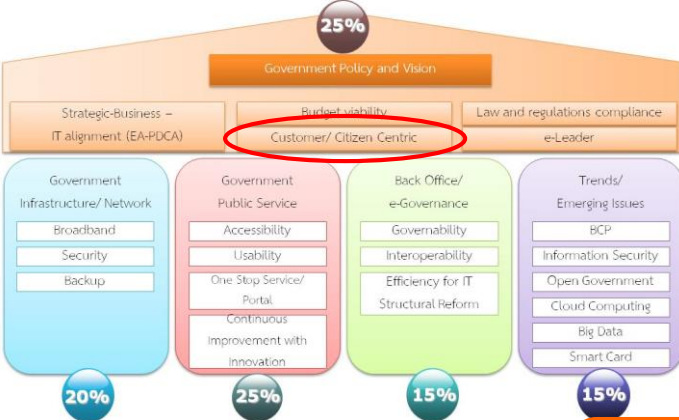 25%
Government Policy and Vision
Strategic-Business –
IT alignment (EA-PDCA)
Budget viability
Customer/ Citizen Centric
Law and regulations compliance
e-Leader
Government
Infrastructure/ Network
Broadband
Security
Backup
20%
Government
Public Service
Accessibility
Usability
One Stop Service/
Portal
Continuous
Improvement with
Innovation
25%
Back Office/
e-Governance
Governability
Interoperability
Efficiency for IT
Structural Reform
15%
Trends/
Emerging Issues
BCP
Information Security
Open Government
Cloud Computing
Big Data
Smart Card
15%